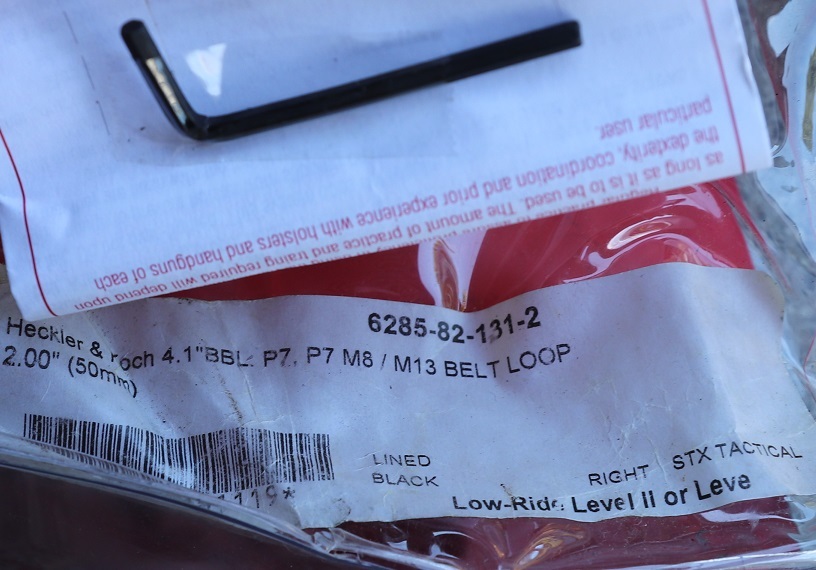 particular user.
the dexterity, coordination and prior experience with holsters and handguns of each
as long as it is to be used. The amount of practice and traing required will depend upon
6285-82-131-2
Heckler & Koch 4.1"BBL. P7, P7 M8 / M13 BELT LOOP
2.00" (50mm)
1119*
LINED
BLACK
RIGHT STX TACTICAL
Low-Ride, Level II or Leve